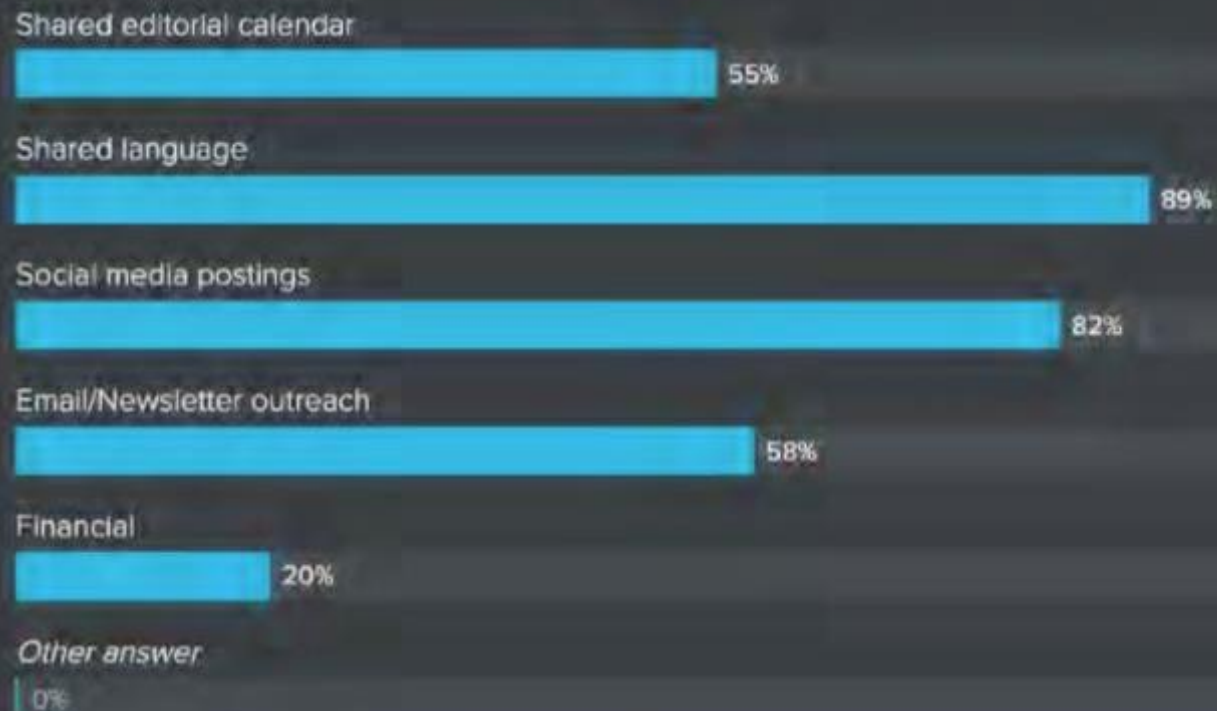 Shared editorial calendar
55%
Shared language
89%
Social media postings
82%
Email/Newsletter outreach
58%
Financial
20%
Other answer
0%